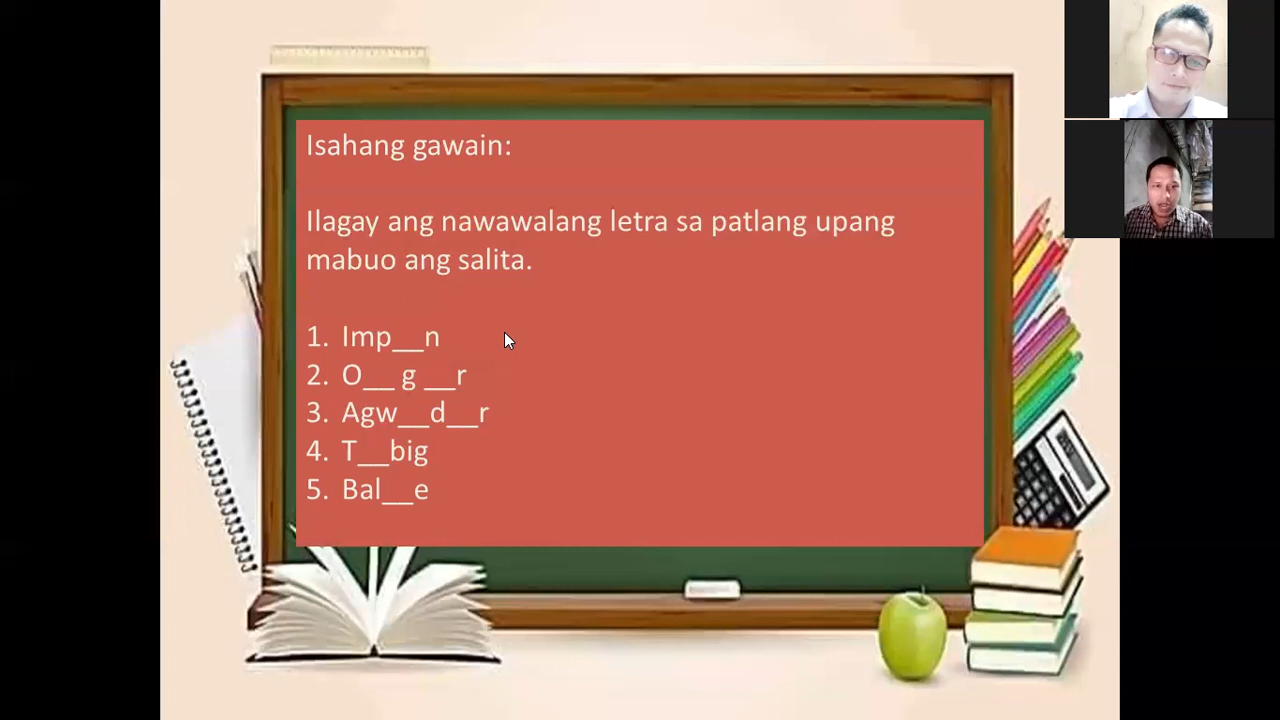 Isahang gawain:
Ilagay ang nawawalang letra sa patlang upang
mabuo ang salita.
1. Imp__n
2. O__ g __r
3. Agw__d__r
4. T__big
5. Bal__e